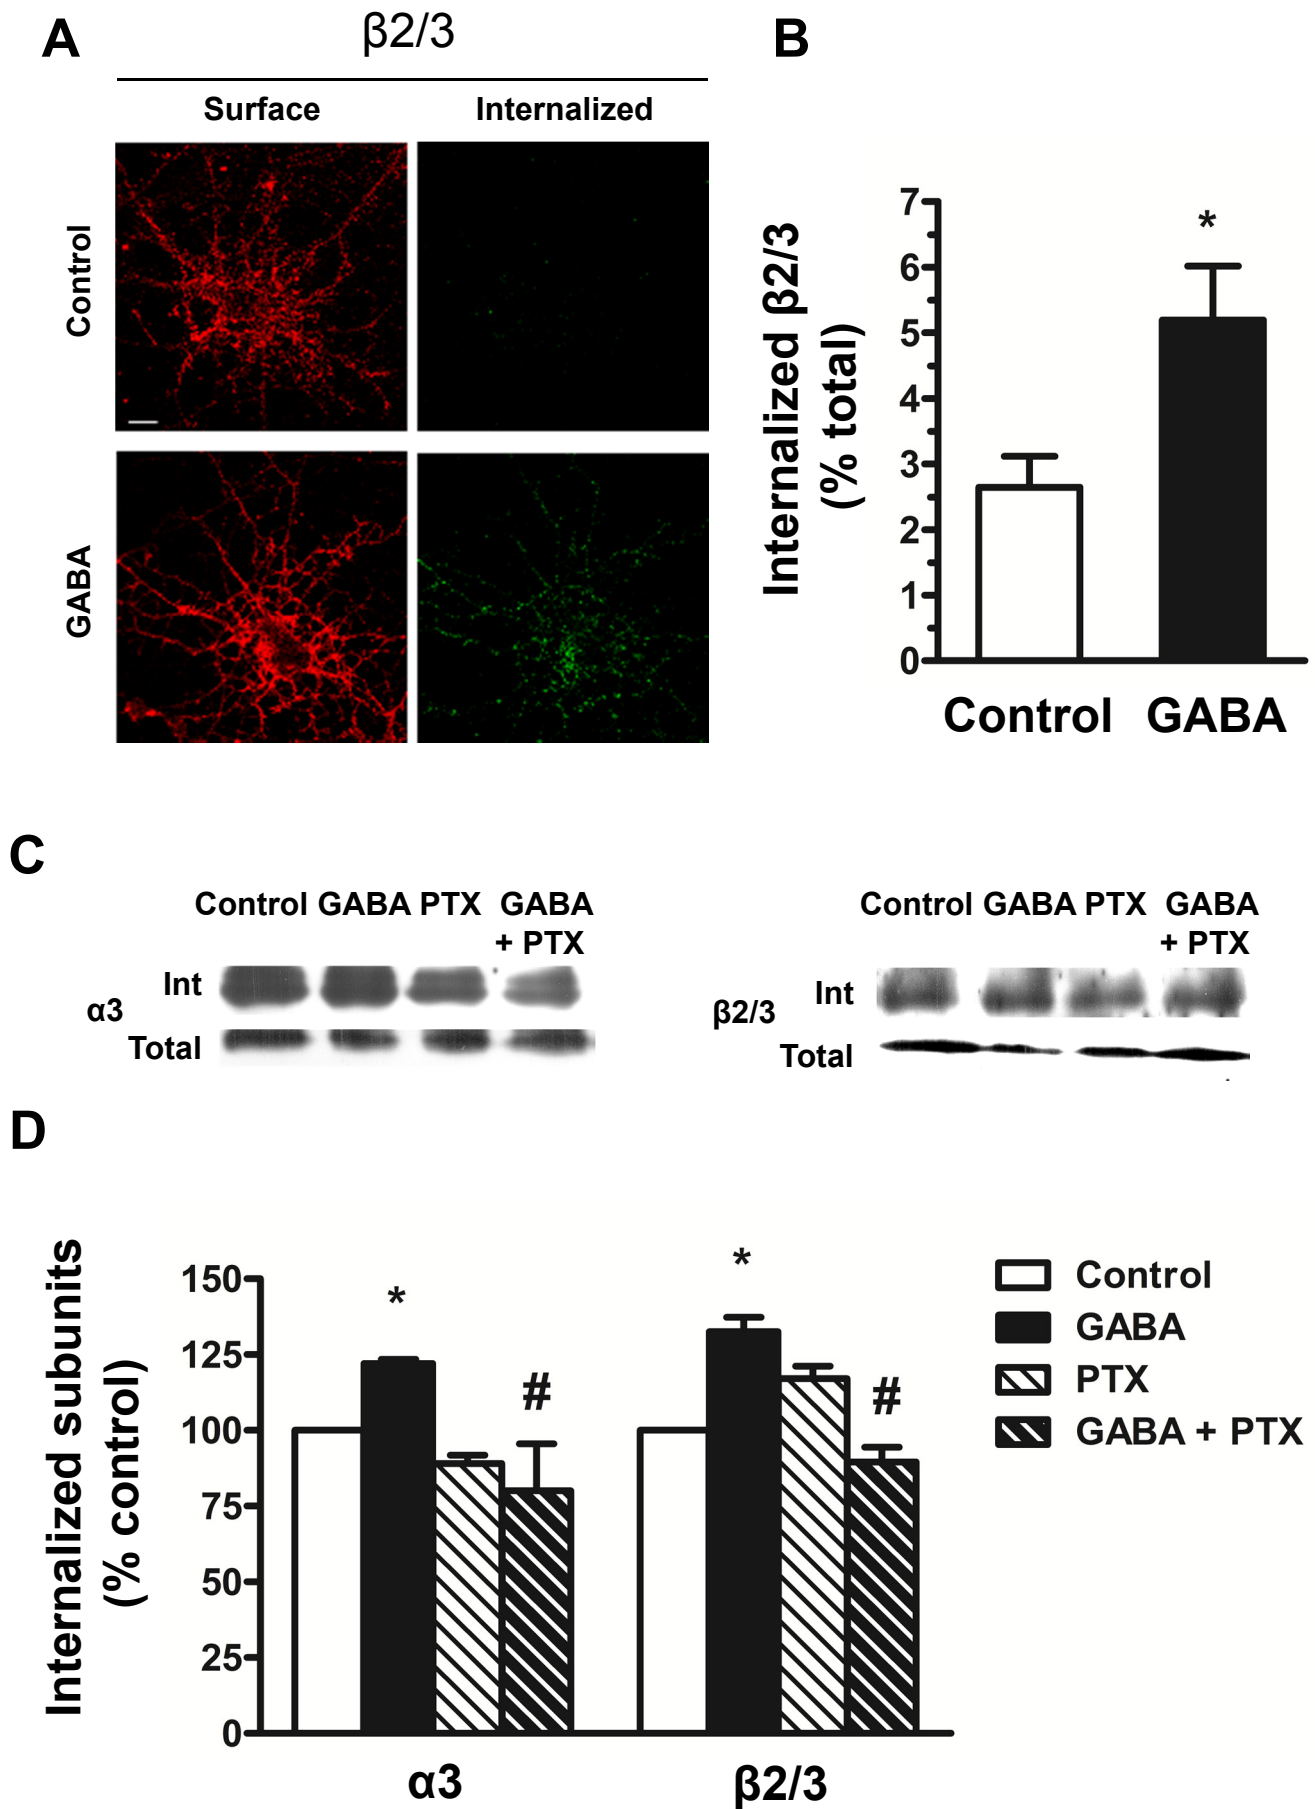 A
β2/3
Surface Internalized
Control
GABA
B
Internalized β2/3
(% total)
7
6
5
4
3
2
1
0
*
Control GABA
C
Control GABA PTX GABA
+ PTX
α3
Int
Total
Control GABA PTX GABA
+ PTX
β2/3
Int
Total
D
Internalized subunits
(% control)
150
125
100
75
50
25
0
*
#
*
#
α3 β2/3
Control
GABA
PTX
GABA + PTX